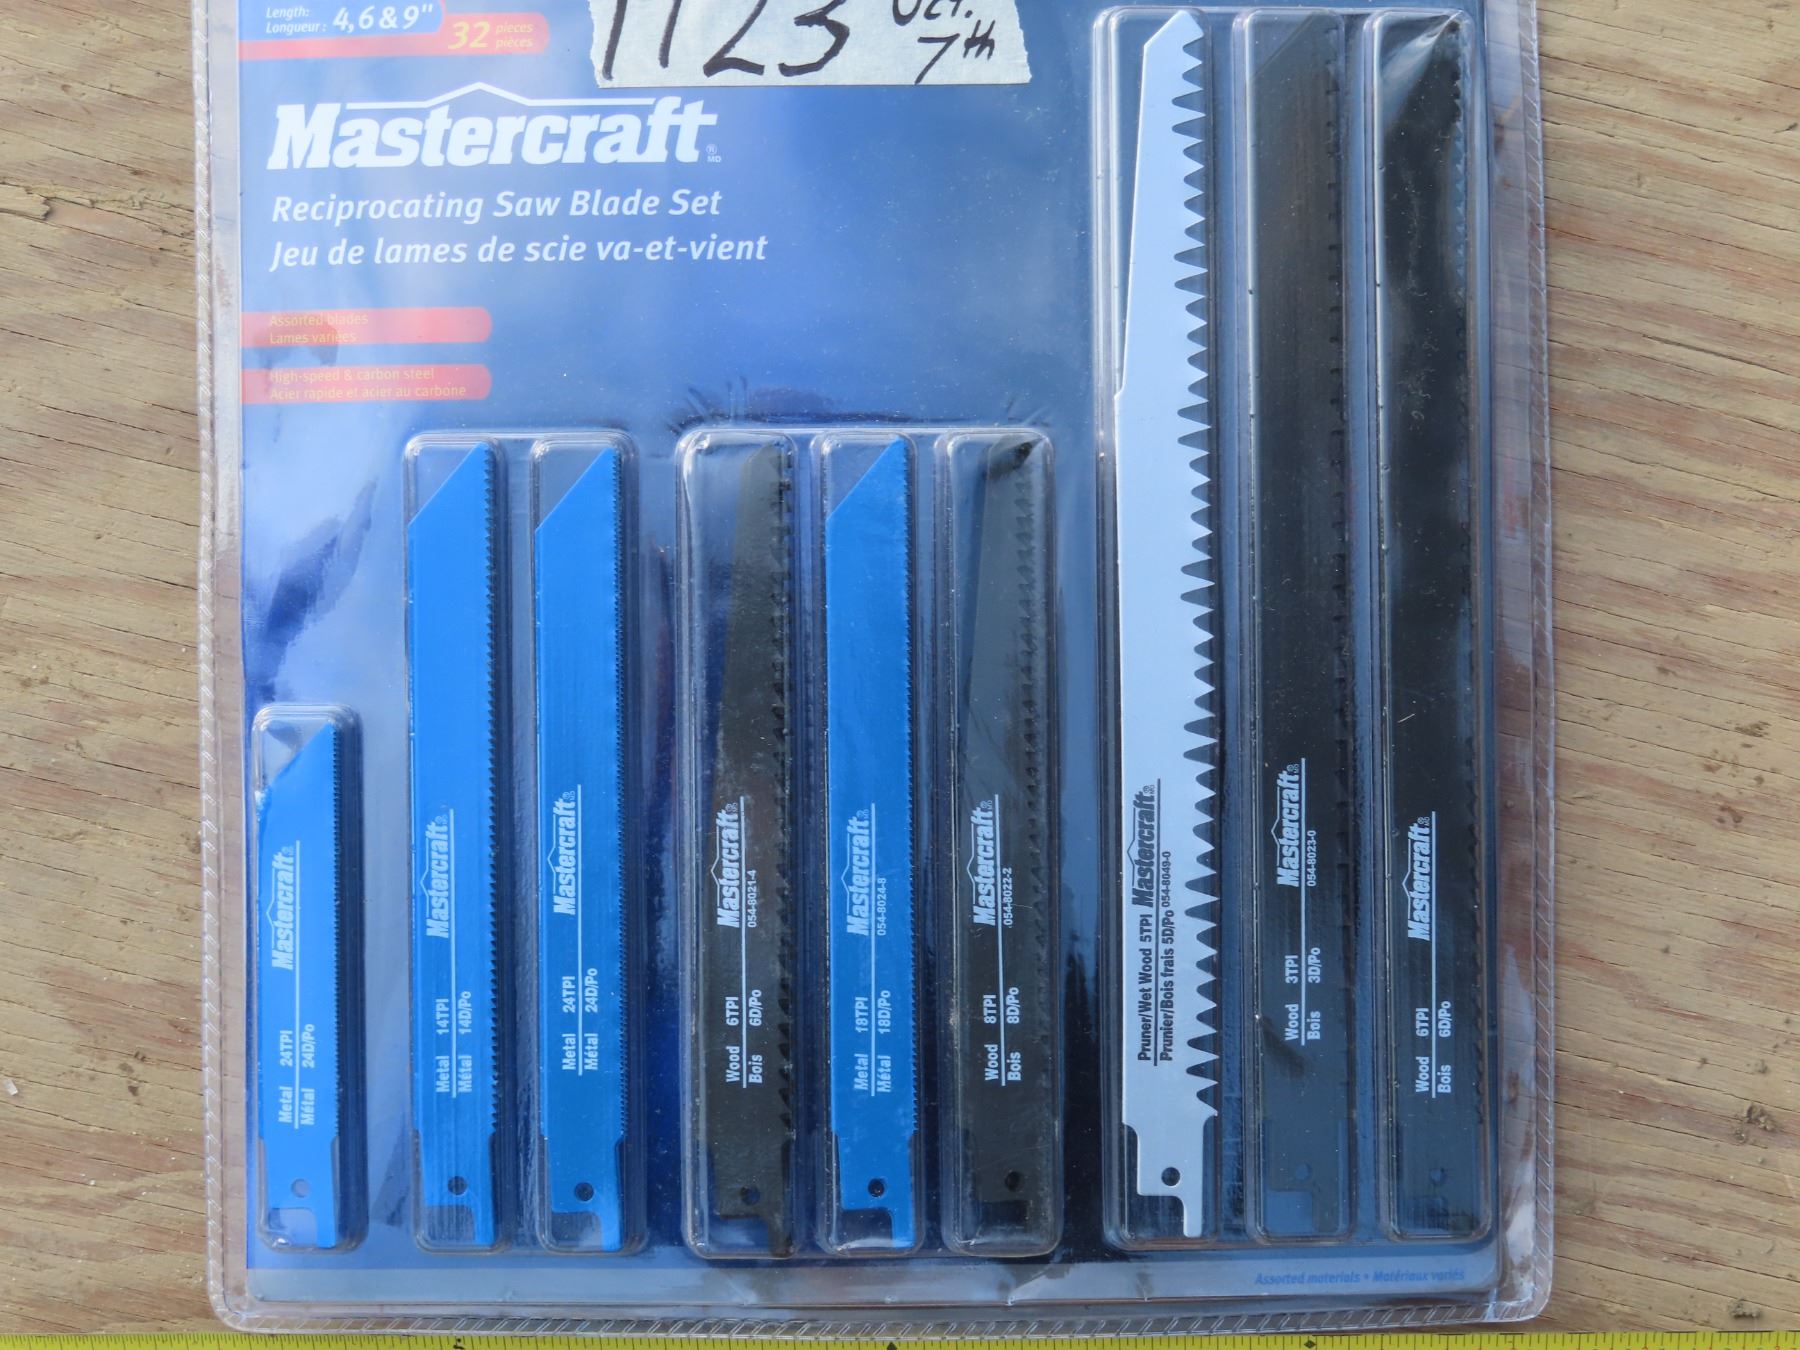 Length: 4, 6 & 9"
Longueur :
32 pieces
pièces
1123 Oct.
7th
Mastercraft ®
MD
Reciprocating Saw Blade Set
Jeu de lames de scie va-et-vient
Assorted blades
Lames variées
High-speed & carbon steel
Acier rapide et acier au carbone
Mastercraft
Metal 24TPI
Métal 24D/Po
Mastercraft
Metal 14TPI
Métal 14D/Po
Mastercraft
Metal 24TPI
Métal 24D/Po
Mastercraft
054-8021-4
Wood 6TPI
Bois 6D/Po
Mastercraft
054-8024-8
Metal 18TPI
Métal 18D/Po
Mastercraft
054-8022-2
Wood 8TPI
Bois 8D/Po
Pruner/Wet Wood 5TPI Mastercraft
Prunier/Bois frais 5D/Po 054-8049-0
Mastercraft
054-8023-0
Wood 3TPI
Bois 3D/Po
Mastercraft
Wood 6TPI
Bois 6D/Po
Assorted materials • Matériaux variés